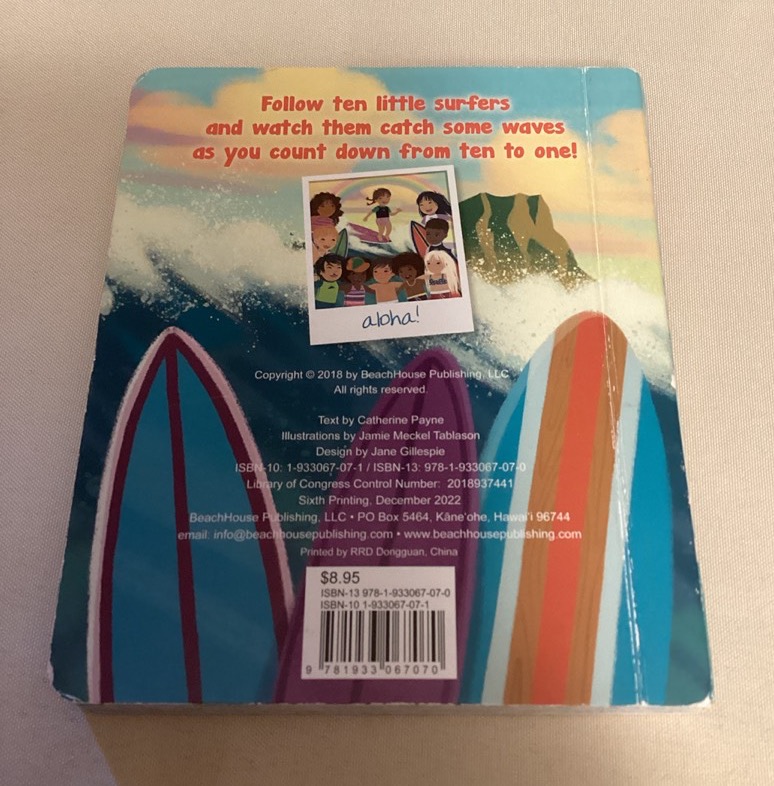 Follow ten little surfers
and watch them catch some waves
as you count down from ten to one!
aloha!
Copyright © 2018 by BeachHouse Publishing, LLC
All rights reserved.
Text by Catherine Payne
Illustrations by Jamie Meckel Tablason
Design by Jane Gillespie
ISBN-10: 1-933067-07-1 / ISBN-13: 978-1-933067-07-0
Library of Congress Control Number: 2018937441
Sixth Printing, December 2022
BeachHouse Publishing, LLC • PO Box 5464, Kāne‘ohe, Hawai‘i 96744
email: info@beachhousepublishing.com • www.beachhousepublishing.com
Printed by RRD Dongguan, China
$8.95
ISBN-13 978-1-933067-07-0
ISBN-10 1-933067-07-1
9 781933 067070